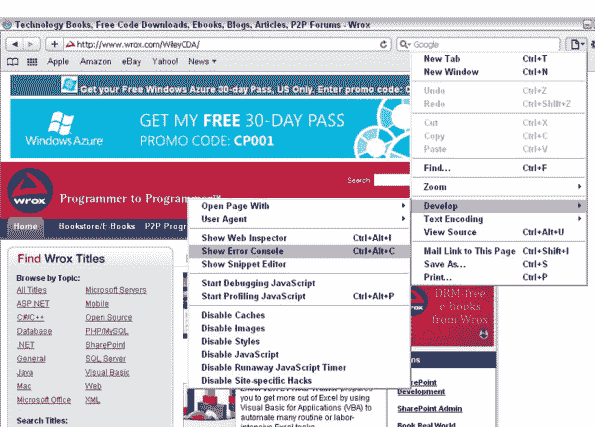 Technology Books, Free Code Downloads, Ebooks, Blogs, Articles, P2P Forums - Wrox
http://www.wrox.com/WileyCDA/
Google
Apple Amazon eBay Yahoo! News
Get your Free Windows Azure 30-day Pass, US Only. Enter promo code:
Windows Azure
GET MY FREE 30-DAY PASS
PROMO CODE: CP001
wrox
Programmer to Programmer™
Search
Home Bookstore/E-Books P2P
New Tab Ctrl+T
New Window Ctrl+N
Undo Ctrl+Z
Redo Ctrl+Shift+Z
Cut Ctrl+X
Copy Ctrl+C
Paste Ctrl+V
Find... Ctrl+F
Zoom
Develop
Text Encoding
View Source Ctrl+Alt+U
Mail Link to This Page Ctrl+Shift+I
Save As... Ctrl+S
Print... Ctrl+P
Open Page With
User Agent
Show Web Inspector Ctrl+Alt+I
Show Error Console Ctrl+Alt+C
Show Snippet Editor
Start Debugging JavaScript
Start Profiling JavaScript Ctrl+Alt+P
Disable Caches
Disable Images
Disable Styles
Disable JavaScript
Disable Runaway JavaScript Timer
Disable Site-specific Hacks
Find Wrox Titles
Browse by Topic:
All Titles Microsoft Servers
ASP.NET Mobile
C#/C++ Open Source
Database PHP/MySQL
.NET SharePoint
General SQL Server
Java Visual Basic
Mac Web
Microsoft Office XML
Search Titles:
you to get more out of Excel by using
Visual Basic for Applications (VBA) to
automate many routine or labor-
intensive Excel tasks
DRM-free
e-Books
from Wrox
SharePoint
Development
SharePoint Admin
Book Real World